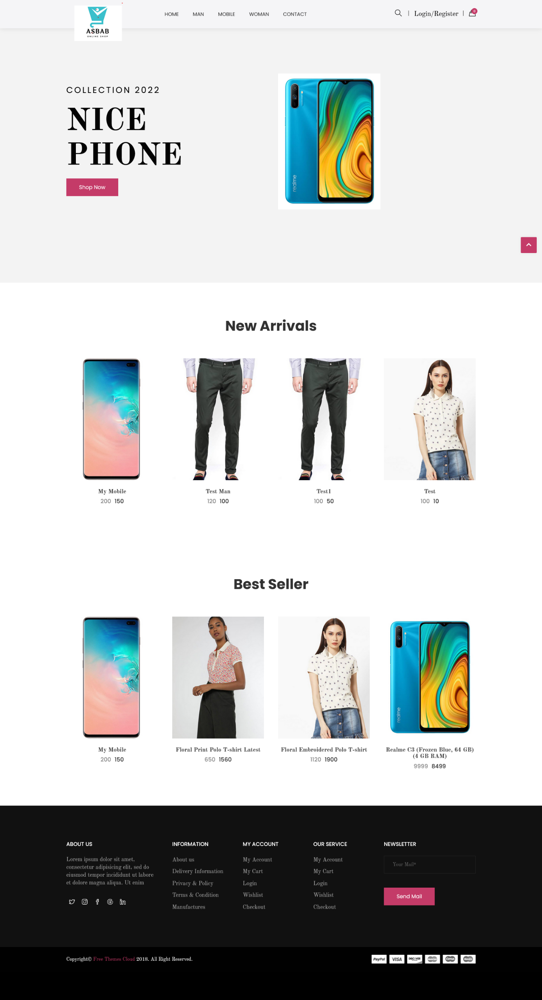 ASBAB
ONLINE SHOP
HOME
MAN
MOBILE
WOMAN
CONTACT
Login/Register
0
COLLECTION 2022
NICE
PHONE
Shop Now
realme
New Arrivals
My Mobile
200 150
Test Man
120 100
Test1
100 50
Test
100 10
Best Seller
My Mobile
200 150
Floral Print Polo T-shirt Latest
650 1560
Floral Embroidered Polo T-shirt
1120 1900
realme
Realme C3 (Frozen Blue, 64 GB)
(4 GB RAM)
9999 8499
ABOUT US
Lorem ipsum dolor sit amet,
consectetur adipisicing elit, sed do
eiusmod tempor incididunt ut labore
et dolore magna aliqua. Ut enim
INFORMATION
About us
Delivery Information
Privacy & Policy
Terms & Condition
Manufactures
MY ACCOUNT
My Account
My Cart
Login
Wishlist
Checkout
OUR SERVICE
My Account
My Cart
Login
Wishlist
Checkout
NEWSLETTER
Your Mail*
Send Mail
Copyright© Free Themes Cloud 2018. All Right Reserved.
PayPal
VISA
DISCOVER
MasterCard
Cirrus
Maestro